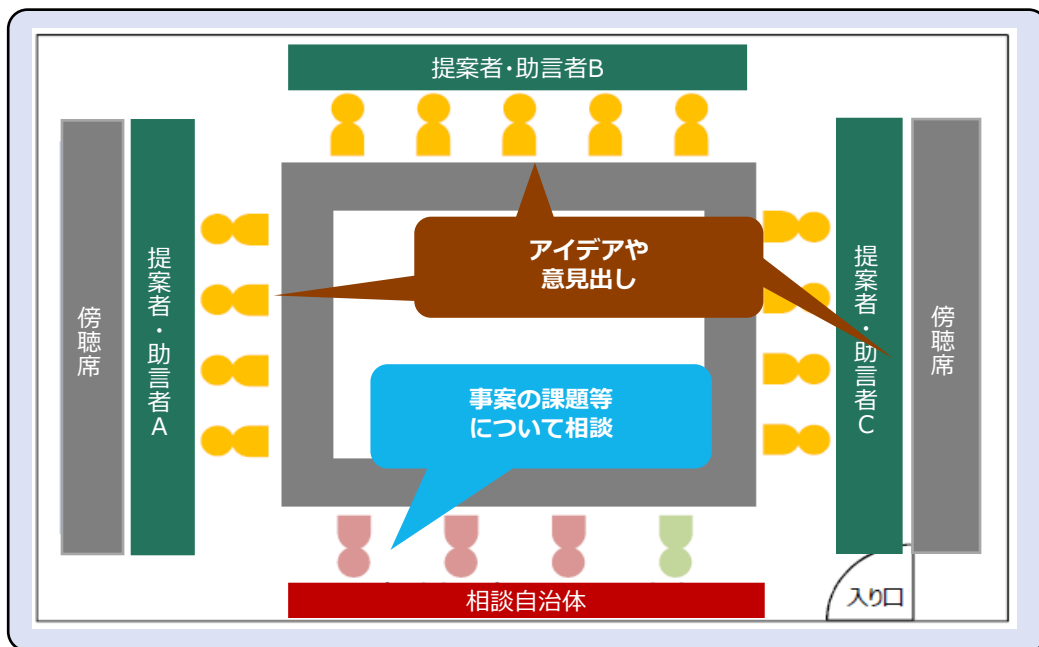 提案者・助言者B
傍聴席
提案者・助言者A
アイデアや
意見出し
提案者・助言者C
傍聴席
事案の課題等
について相談
相談自治体
入り口